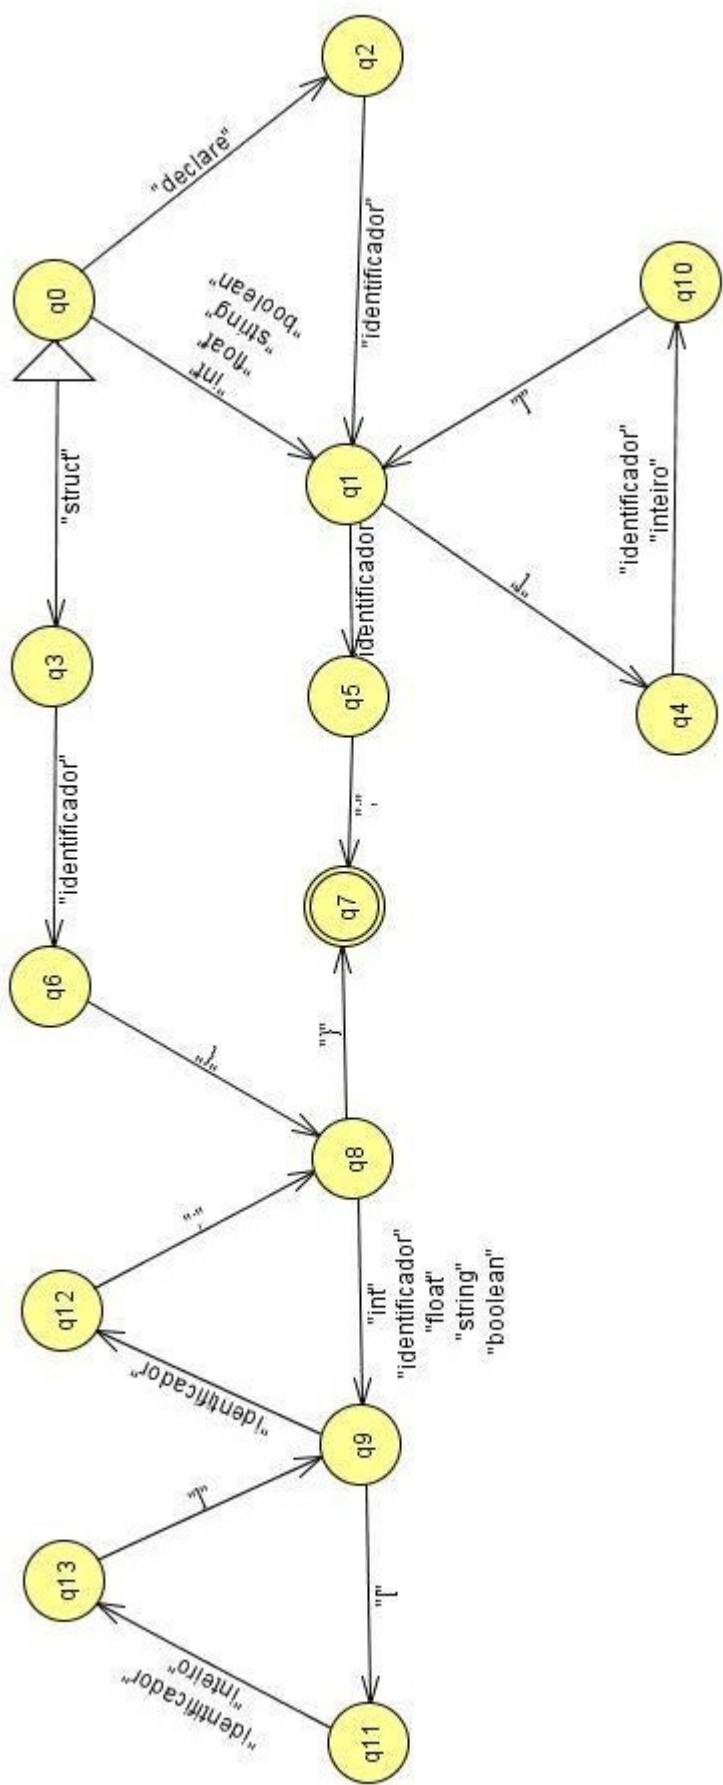 q2
"declare"
q0
"identificador"
"int"
"float"
"string"
"boolean"
q10
"struct"
q1
"]"
"identificador"
"inteiro"
identificador
"["
q3
q5
q4
"identificador"
";"
q7
q6
"}"
"{"
q8
";"
q12
"int"
"identificador"
"float"
"string"
"boolean"
"identificador"
q9
"]"
q13
"["
"identificador"
"inteiro"
q11